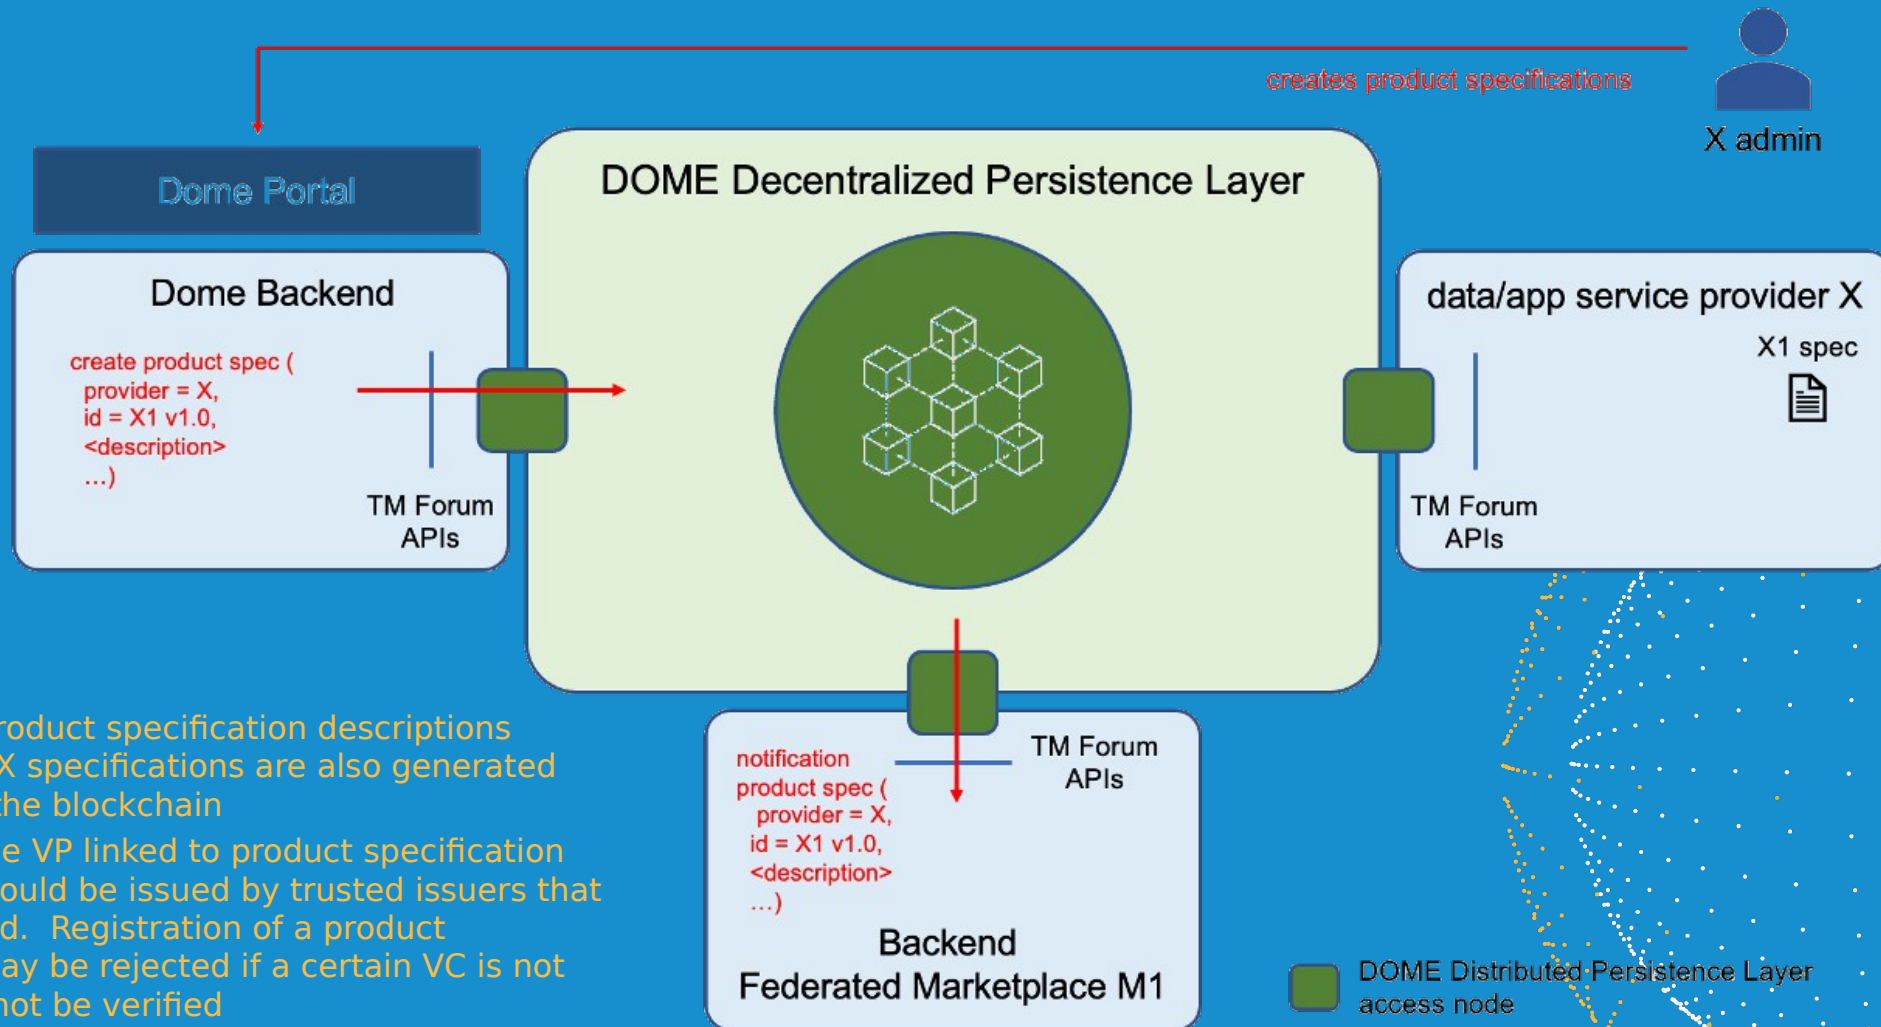 creates product specifications
X admin
Dome Portal
DOME Decentralized Persistence Layer
Dome Backend
create product spec (
provider = X,
id = X1 v1.0,
<description>
...)
TM Forum
APIs
data/app service provider X
X1 spec
TM Forum
APIs
roduct specification descriptions
X specifications are also generated
the blockchain
e VP linked to product specification
ould be issued by trusted issuers that
d. Registration of a product
ay be rejected if a certain VC is not
not be verified
notification
product spec (
provider = X,
id = X1 v1.0,
<description>
...)
TM Forum
APIs
Backend
Federated Marketplace M1
DOME Distributed Persistence Layer
access node